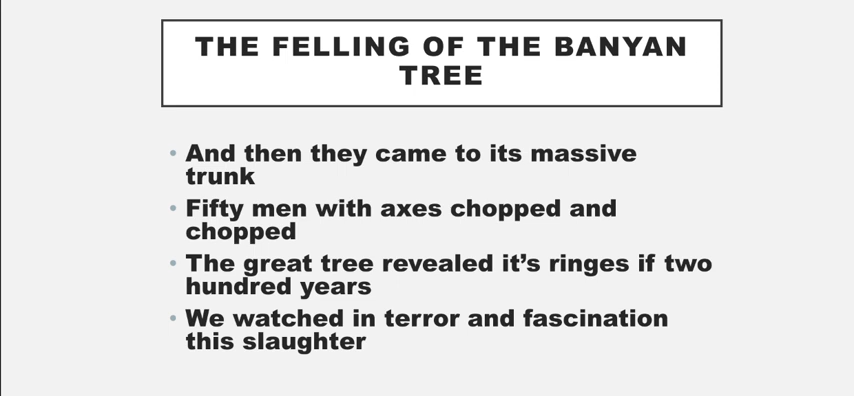 THE FELLING OF THE BANYAN
TREE
• And then they came to its massive
trunk
• Fifty men with axes chopped and
chopped
• The great tree revealed it’s ringes if two
hundred years
• We watched in terror and fascination
this slaughter